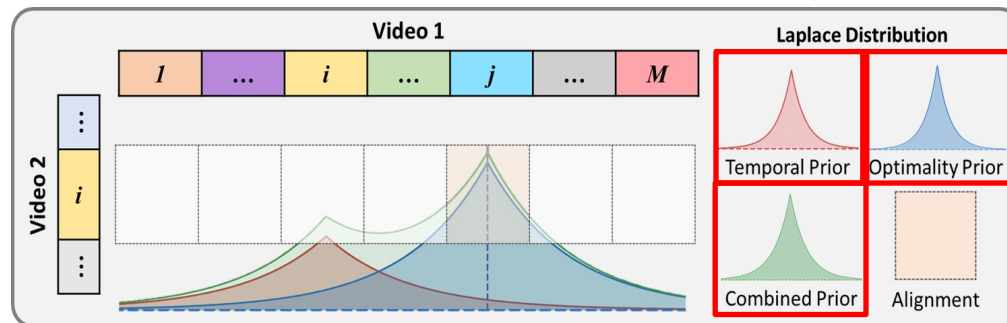 Video 1
Laplace Distribution
1 ... i ... j ... M
Video 2
⋮
i
⋮
Temporal Prior
Optimality Prior
Combined Prior
Alignment